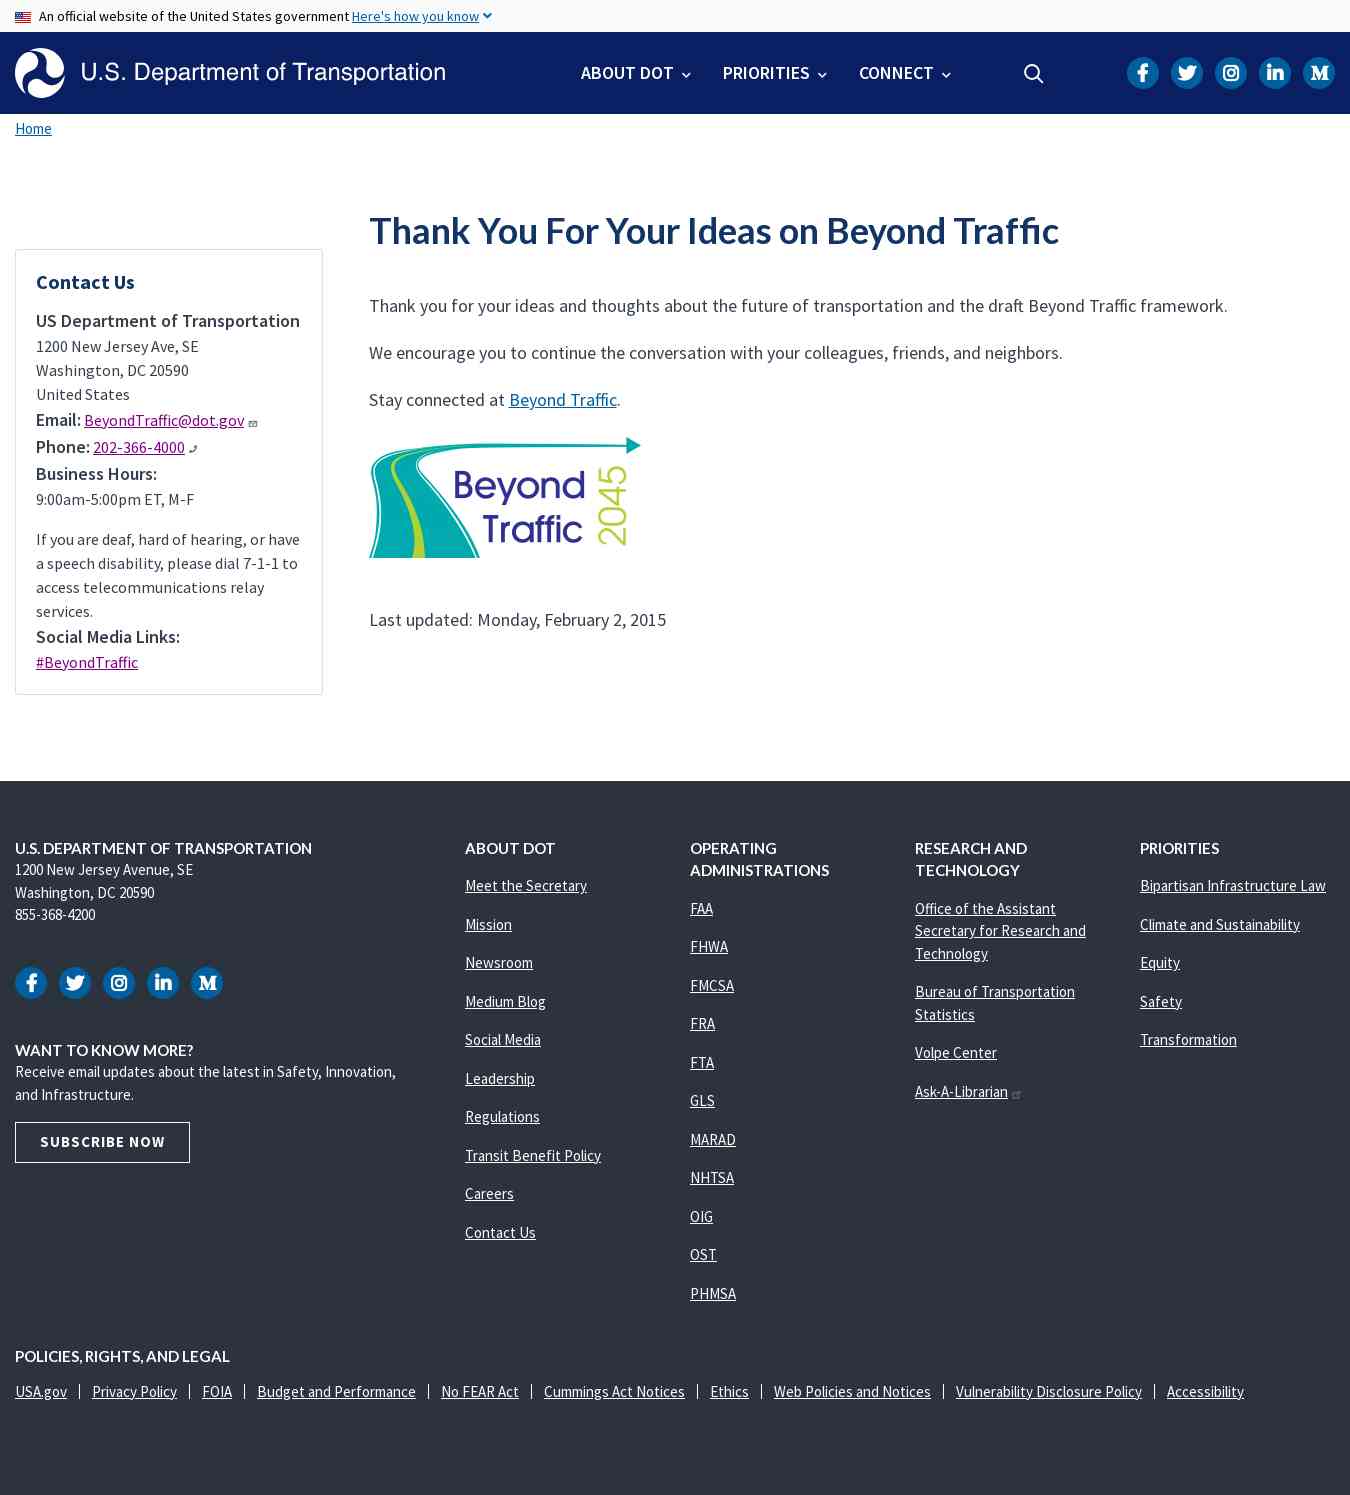 An official website of the United States government Here's how you know
U.S. Department of Transportation
ABOUT DOT
PRIORITIES
CONNECT
Home
Thank You For Your Ideas on Beyond Traffic
Contact Us
US Department of Transportation
1200 New Jersey Ave, SE
Washington, DC 20590
United States
Email: BeyondTraffic@dot.gov
Phone: 202-366-4000
Business Hours:
9:00am-5:00pm ET, M-F
If you are deaf, hard of hearing, or have
a speech disability, please dial 7-1-1 to
access telecommunications relay
services.
Social Media Links:
#BeyondTraffic
Thank you for your ideas and thoughts about the future of transportation and the draft Beyond Traffic framework.
We encourage you to continue the conversation with your colleagues, friends, and neighbors.
Stay connected at Beyond Traffic.
Beyond
Traffic
2045
Last updated: Monday, February 2, 2015
U.S. DEPARTMENT OF TRANSPORTATION
1200 New Jersey Avenue, SE
Washington, DC 20590
855-368-4200
WANT TO KNOW MORE?
Receive email updates about the latest in Safety, Innovation,
and Infrastructure.
SUBSCRIBE NOW
ABOUT DOT
Meet the Secretary
Mission
Newsroom
Medium Blog
Social Media
Leadership
Regulations
Transit Benefit Policy
Careers
Contact Us
OPERATING
ADMINISTRATIONS
FAA
FHWA
FMCSA
FRA
FTA
GLS
MARAD
NHTSA
OIG
OST
PHMSA
RESEARCH AND
TECHNOLOGY
Office of the Assistant
Secretary for Research and
Technology
Bureau of Transportation
Statistics
Volpe Center
Ask-A-Librarian
PRIORITIES
Bipartisan Infrastructure Law
Climate and Sustainability
Equity
Safety
Transformation
POLICIES, RIGHTS, AND LEGAL
USA.gov
Privacy Policy
FOIA
Budget and Performance
No FEAR Act
Cummings Act Notices
Ethics
Web Policies and Notices
Vulnerability Disclosure Policy
Accessibility